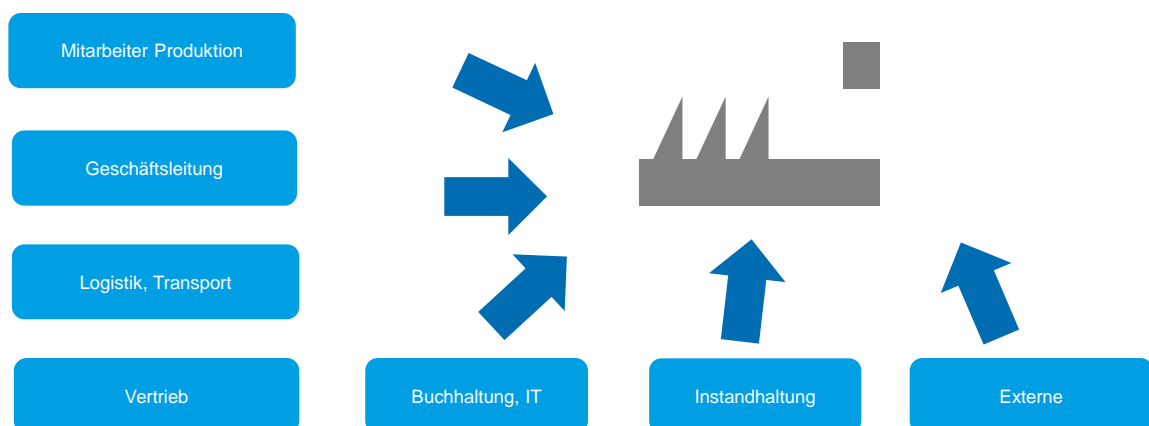 Mitarbeiter Produktion
Geschäftsleitung
Logistik, Transport
Vertrieb
Buchhaltung, IT
Instandhaltung
Externe